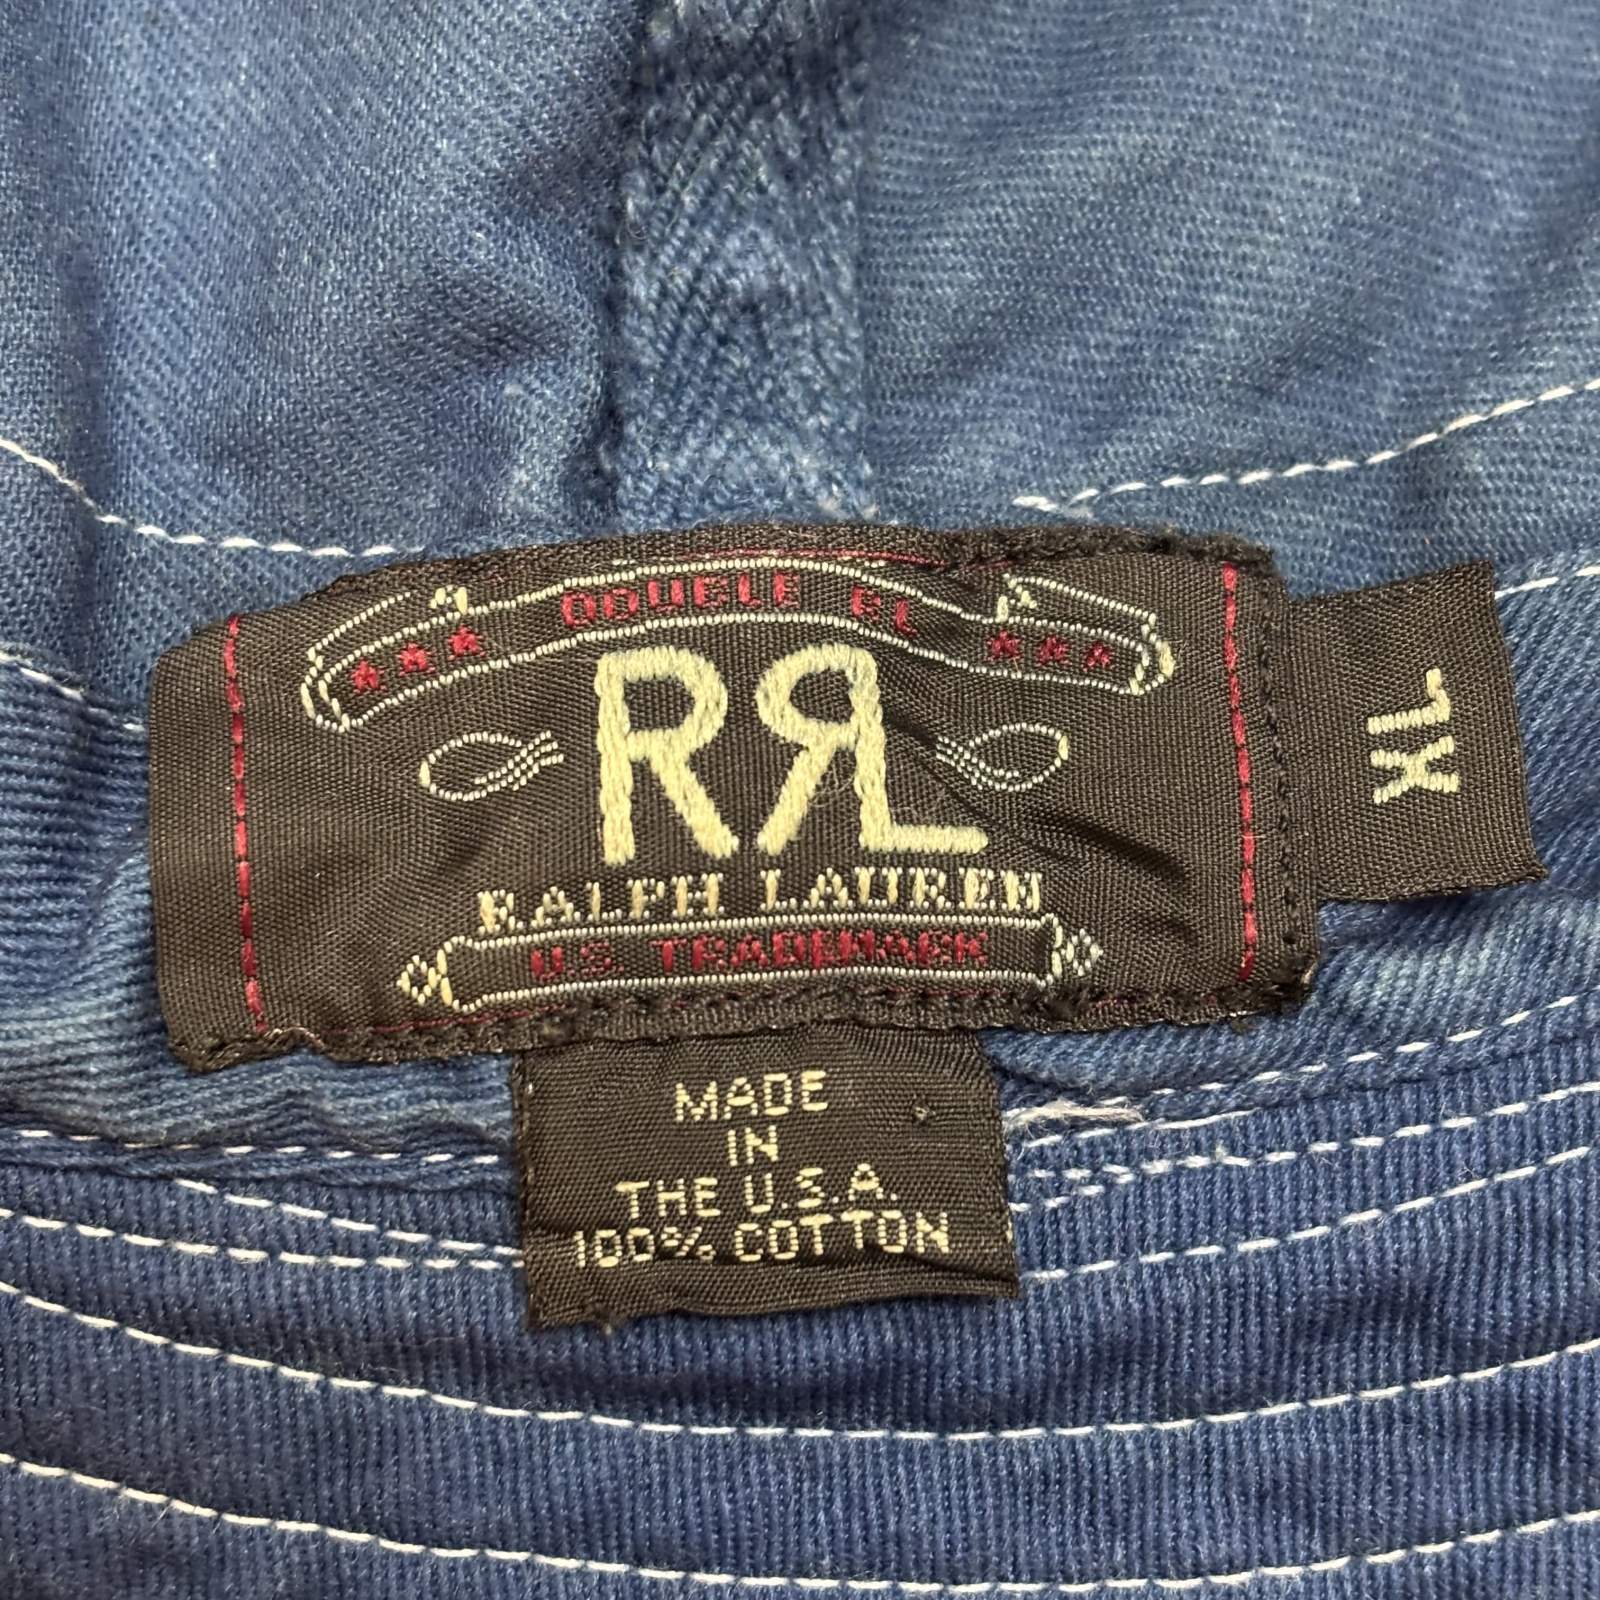 DOUBLE RL
RRL
RALPH LAUREN
U.S. TRADEMARK
XL
MADE
IN
THE U.S.A.
100% COTTON